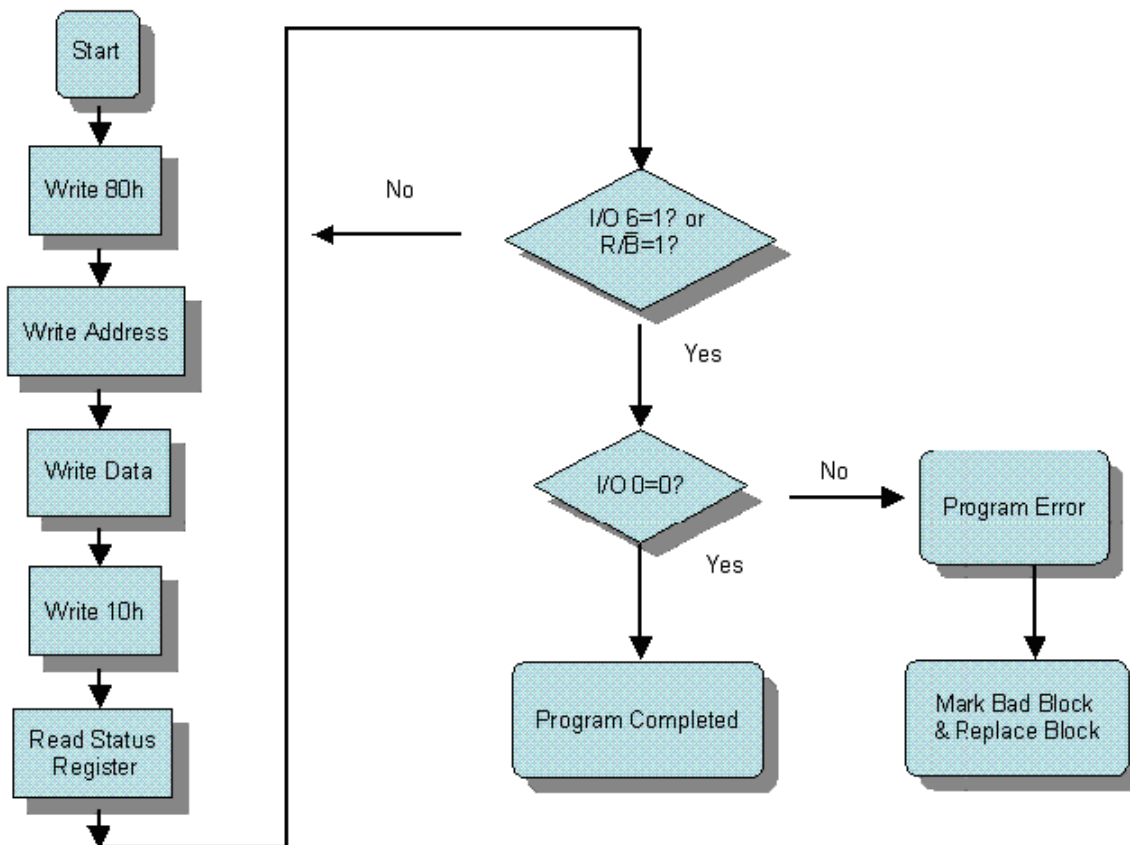 Start
Write 80h
Write Address
Write Data
Write 10h
Read Status
Register
No
I/O 6=1? or
R/B̅=1?
Yes
I/O 0=0?
No
Yes
Program Error
Program Completed
Mark Bad Block
& Replace Block